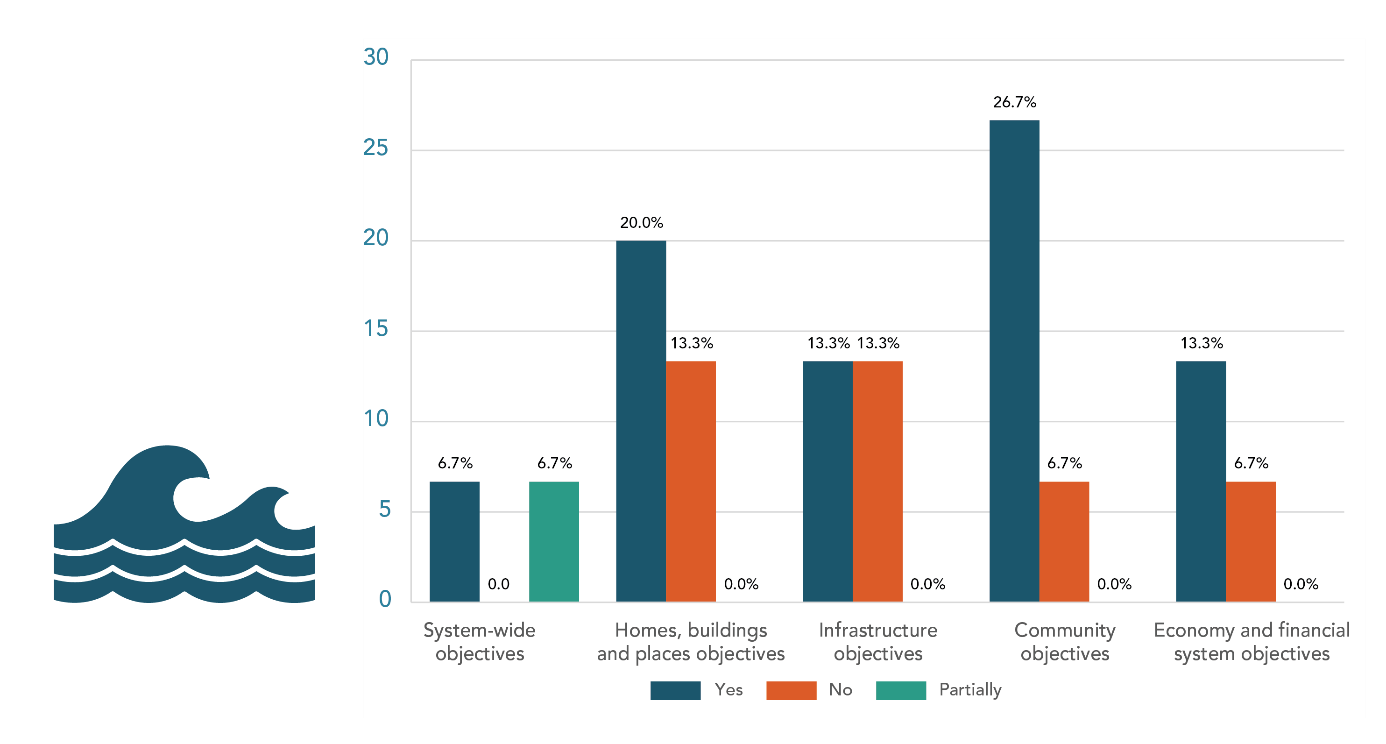 30
25
20
15
10
5
0
6.7%
0.0
6.7%
20.0%
13.3%
0.0%
13.3%
13.3%
0.0%
26.7%
6.7%
0.0%
13.3%
6.7%
0.0%
System-wide
objectives
Homes, buildings
and places objectives
Infrastructure
objectives
Community
objectives
Economy and financial
system objectives
Yes
No
Partially